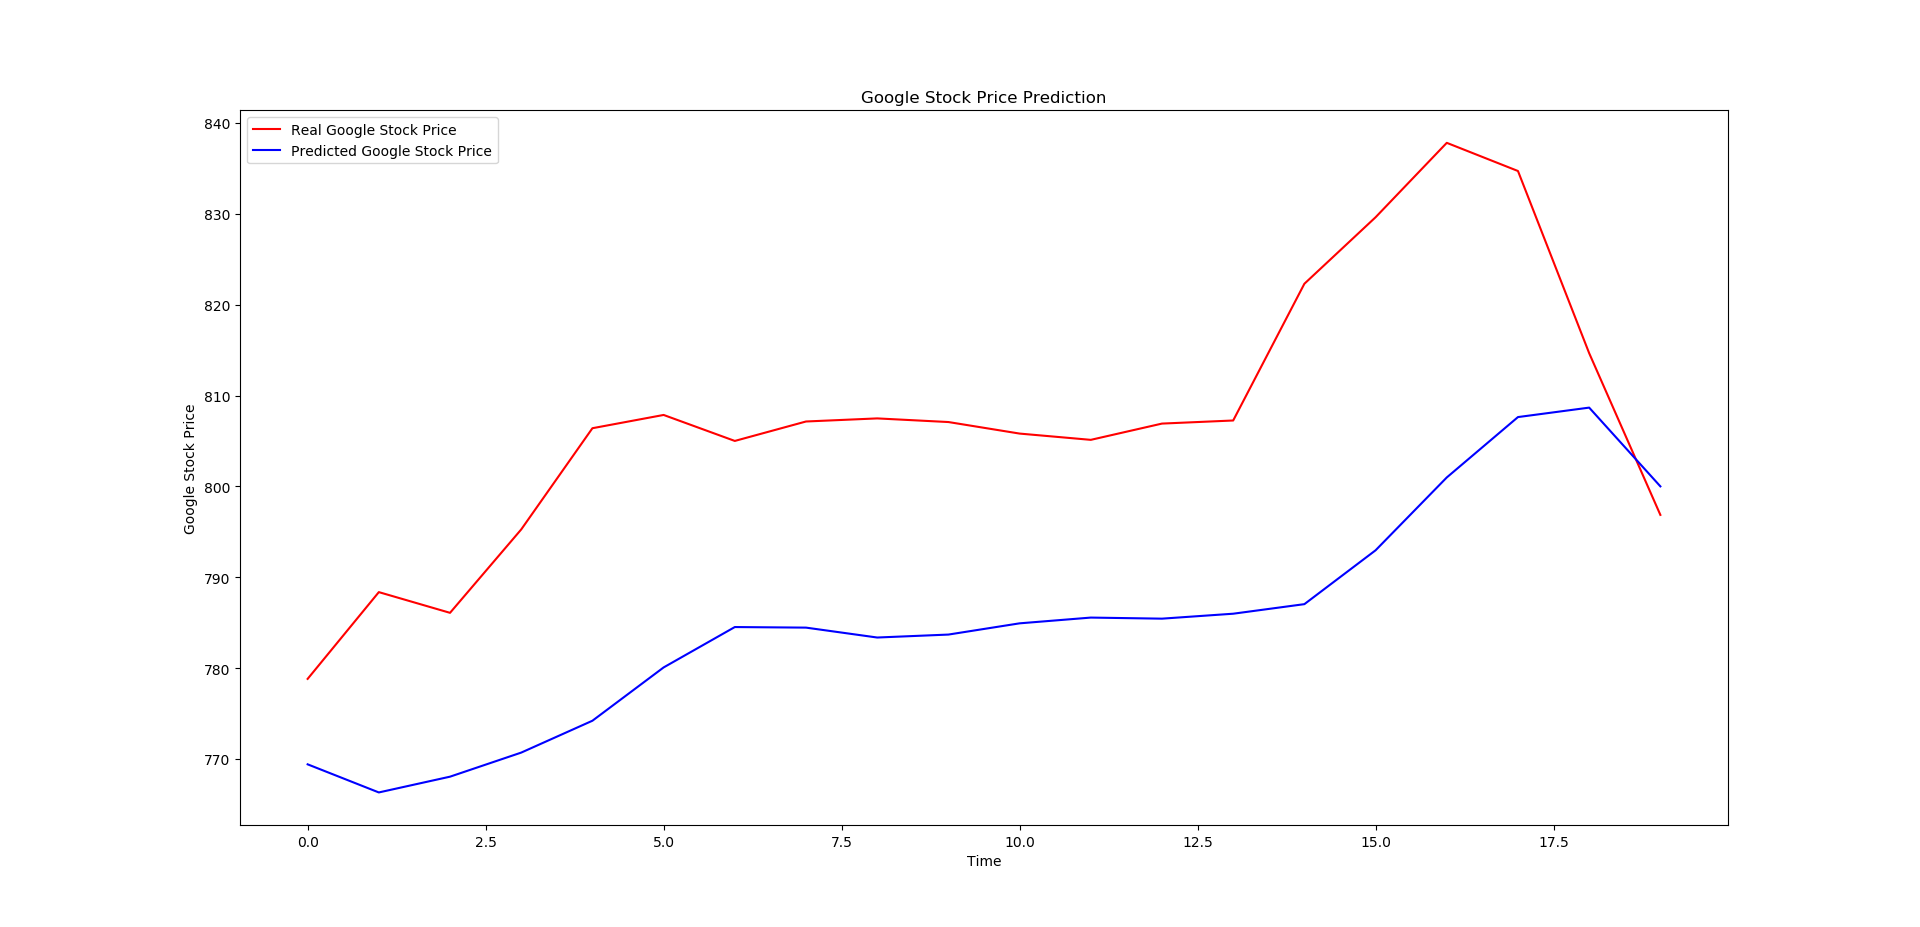 Google Stock Price Prediction
Real Google Stock Price
Predicted Google Stock Price
840
830
820
810
800
790
780
770
Google Stock Price
0.0 2.5 5.0 7.5 10.0 12.5 15.0 17.5
Time